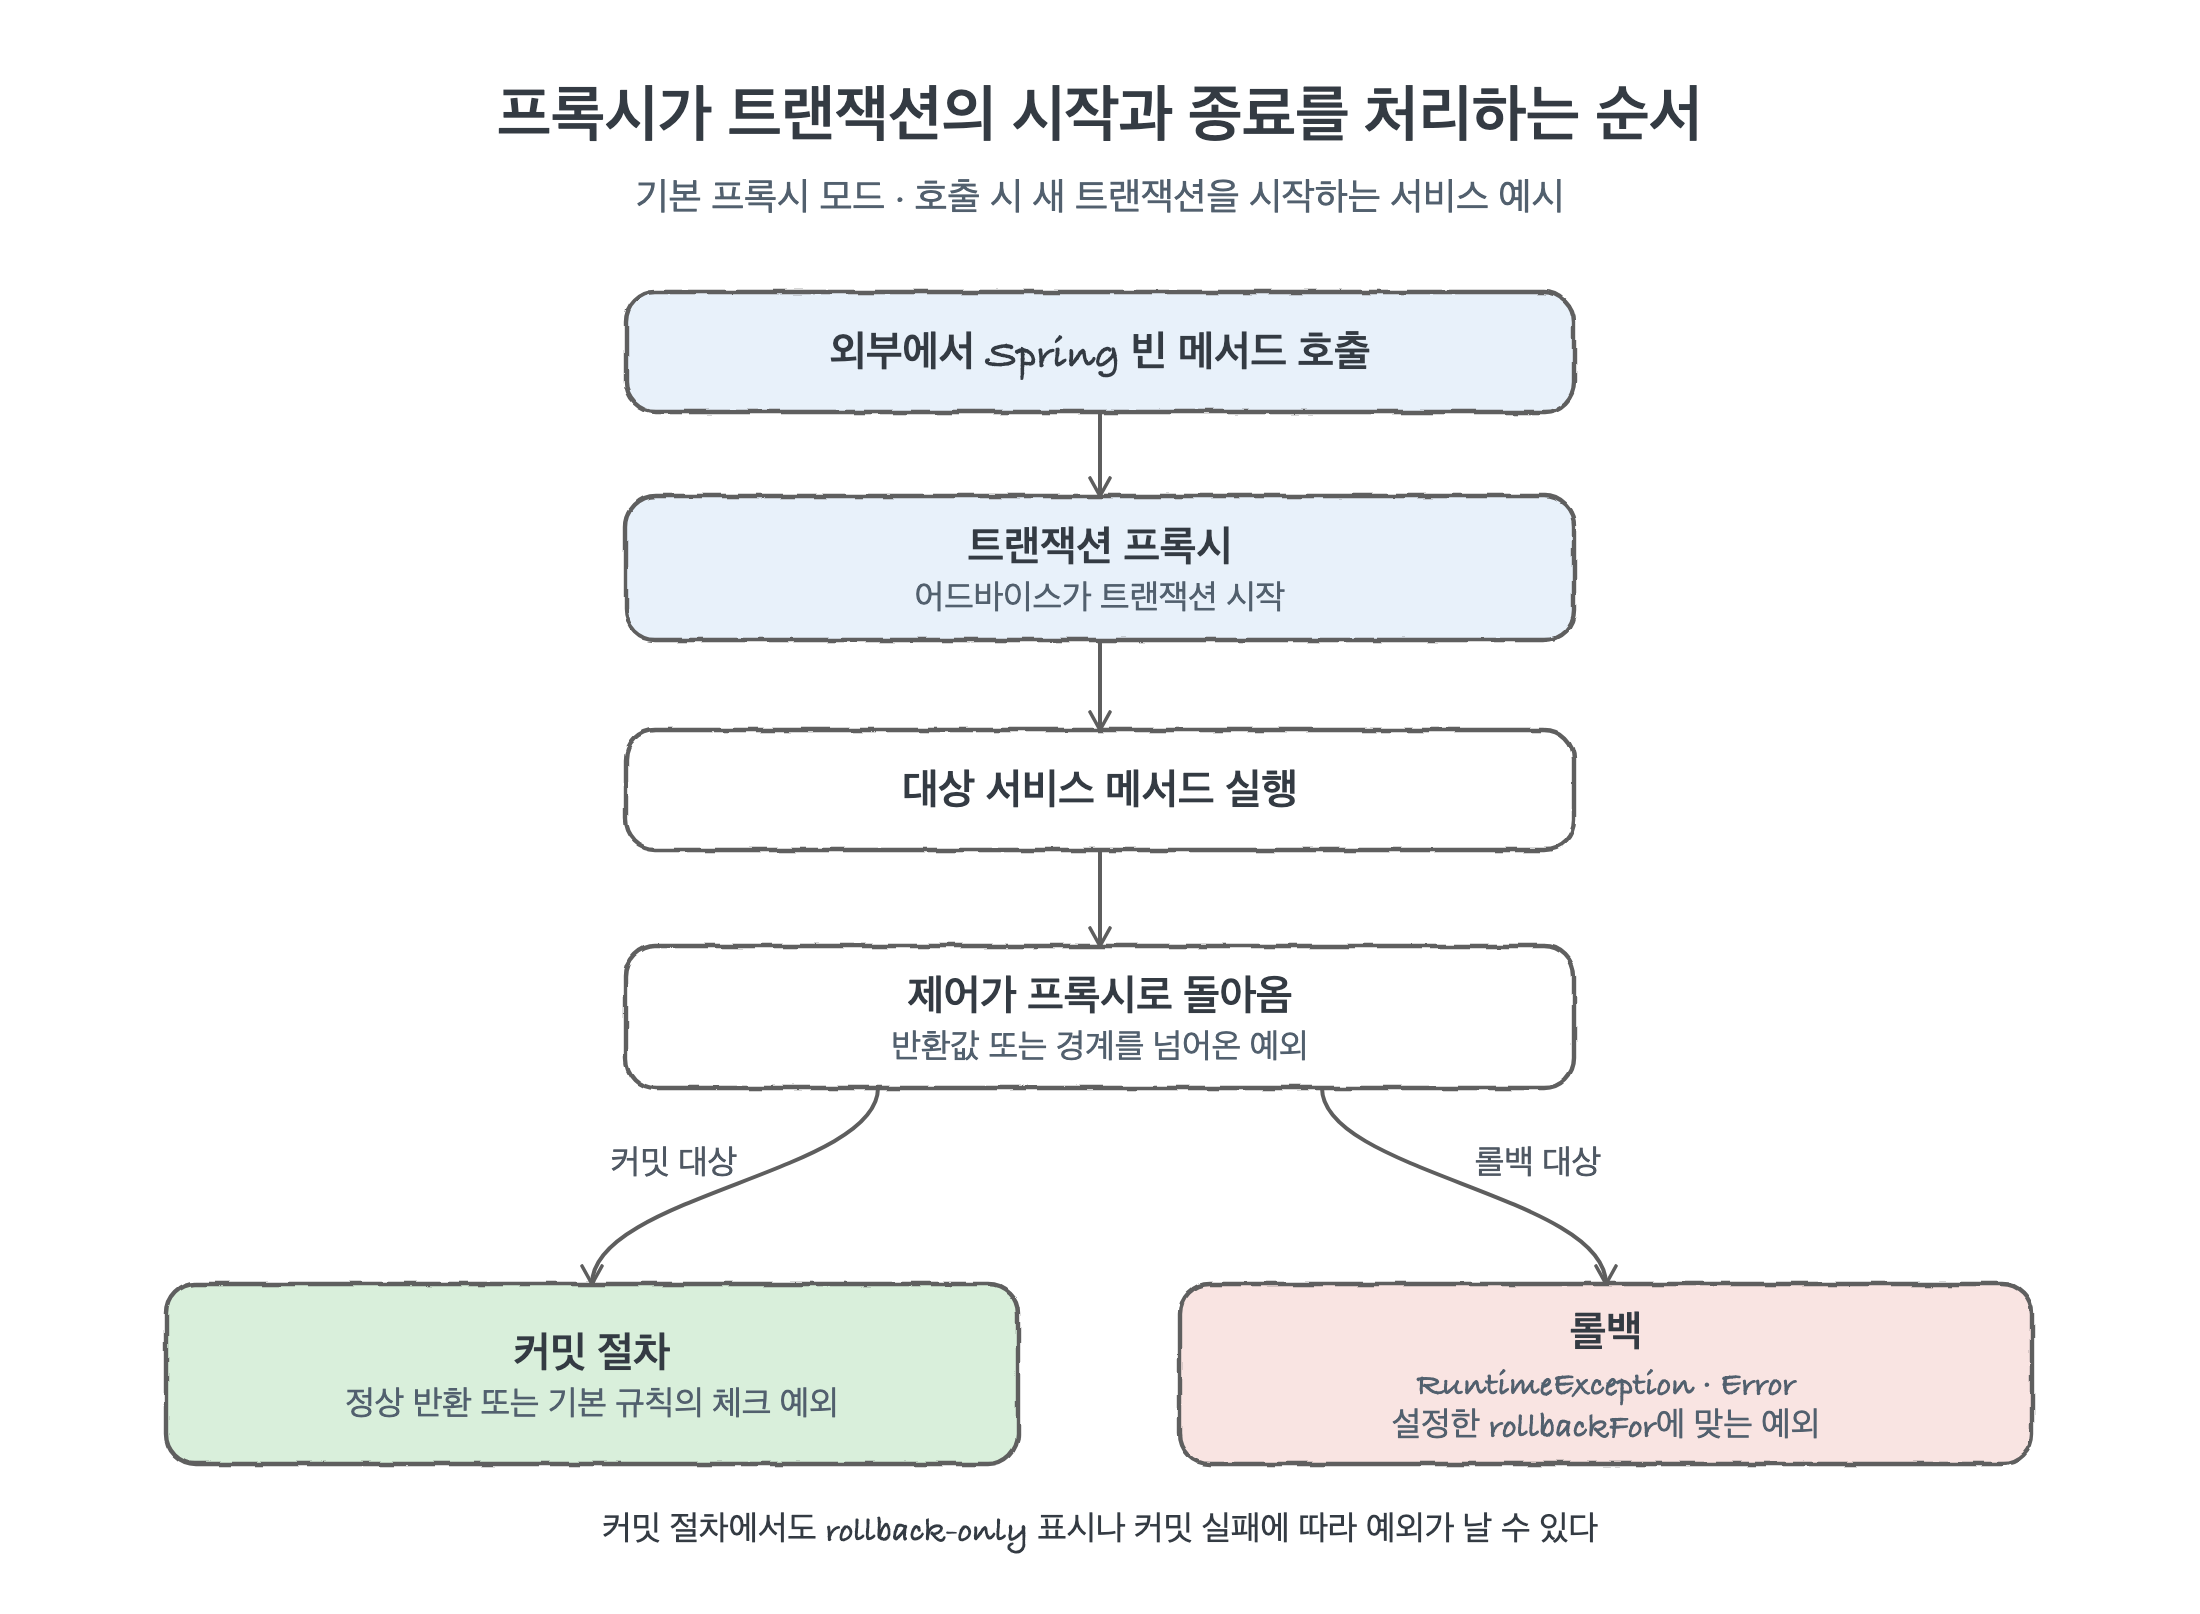 프록시가 트랜잭션의 시작과 종료를 처리하는 순서
기본 프록시 모드 · 호출 시 새 트랜잭션을 시작하는 서비스 예시
외부에서 Spring 빈 메서드 호출
트랜잭션 프록시
어드바이스가 트랜잭션 시작
대상 서비스 메서드 실행
제어가 프록시로 돌아옴
반환값 또는 경계를 넘어온 예외
커밋 대상
롤백 대상
커밋 절차
정상 반환 또는 기본 규칙의 체크 예외
롤백
RuntimeException · Error
설정한 rollbackFor에 맞는 예외
커밋 절차에서도 rollback-only 표시나 커밋 실패에 따라 예외가 날 수 있다